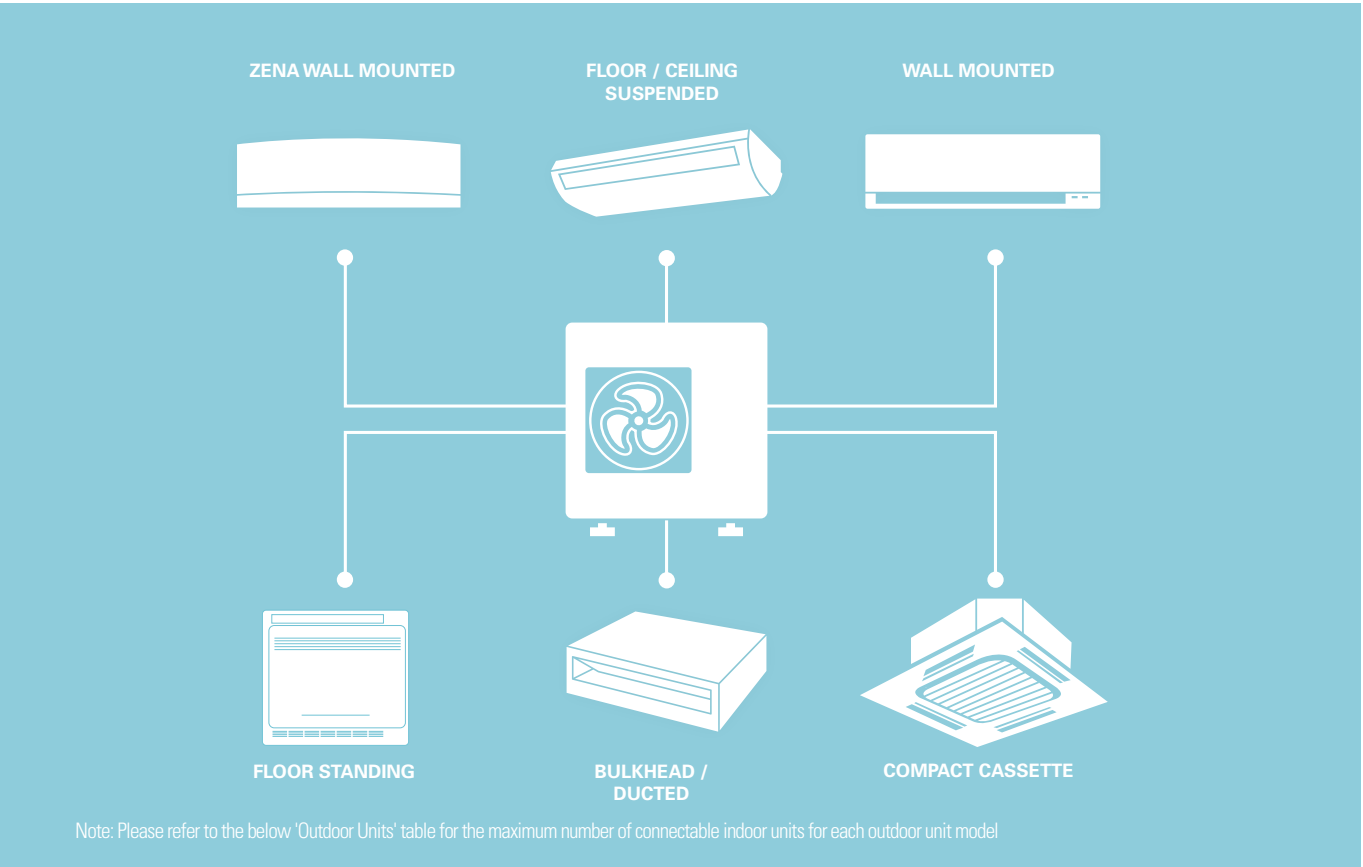 ZENA WALL MOUNTED
FLOOR / CEILING
SUSPENDED
WALL MOUNTED
FLOOR STANDING
BULKHEAD /
DUCTED
COMPACT CASSETTE
Note: Please refer to the below 'Outdoor Units' table for the maximum number of connectable indoor units for each outdoor unit model